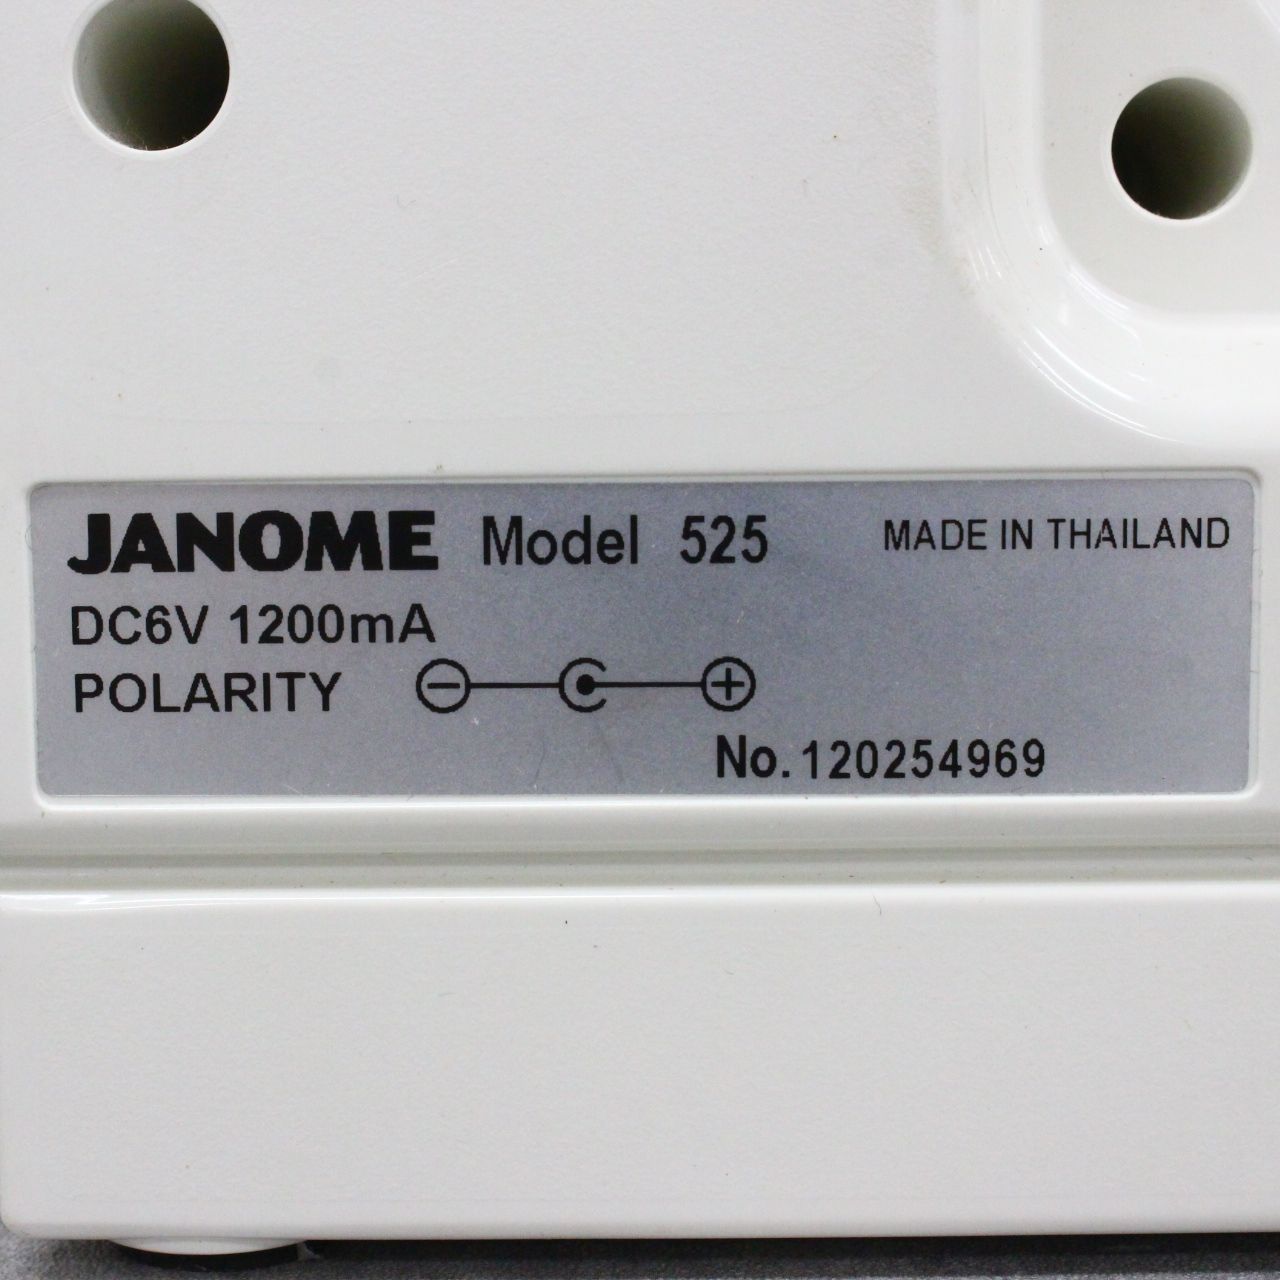 JANOME Model 525 MADE IN THAILAND
DC6V 1200mA
POLARITY
No. 120254969